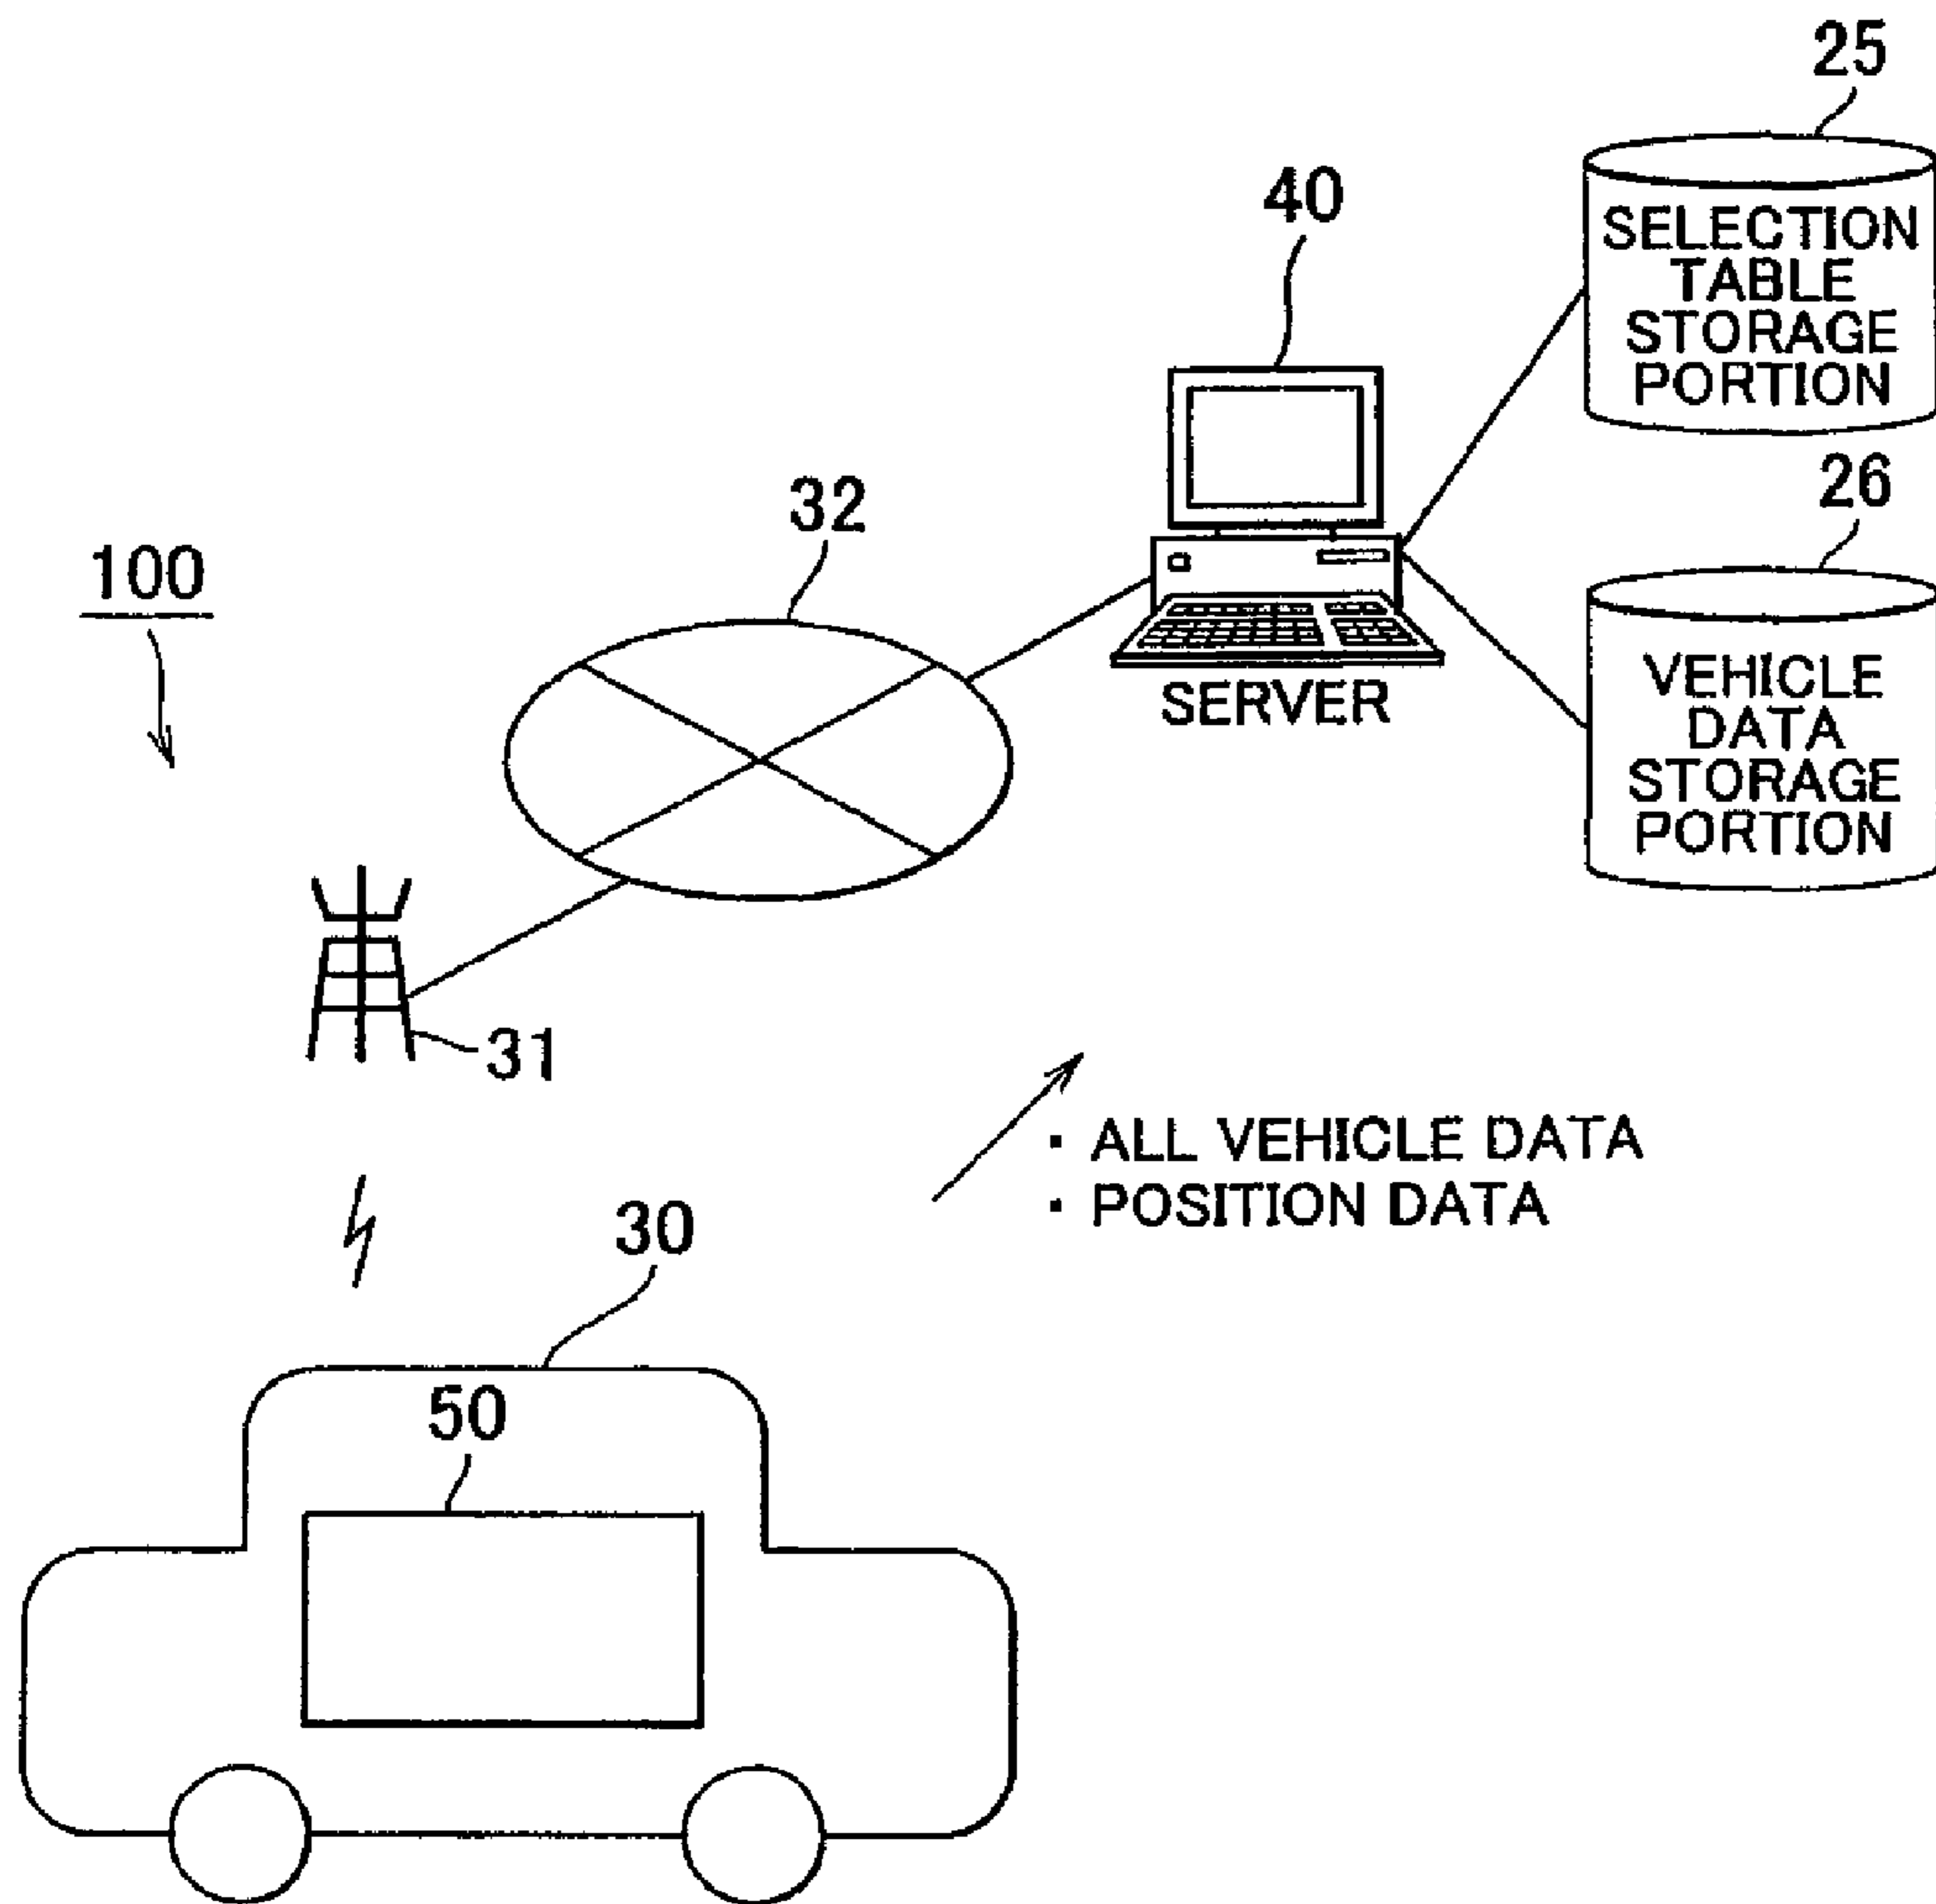 25
40
SELECTION
TABLE
STORAGE
PORTION
32
26
100
SERVER
VEHICLE
DATA
STORAGE
PORTION
31
· ALL VEHICLE DATA
· POSITION DATA
30
50